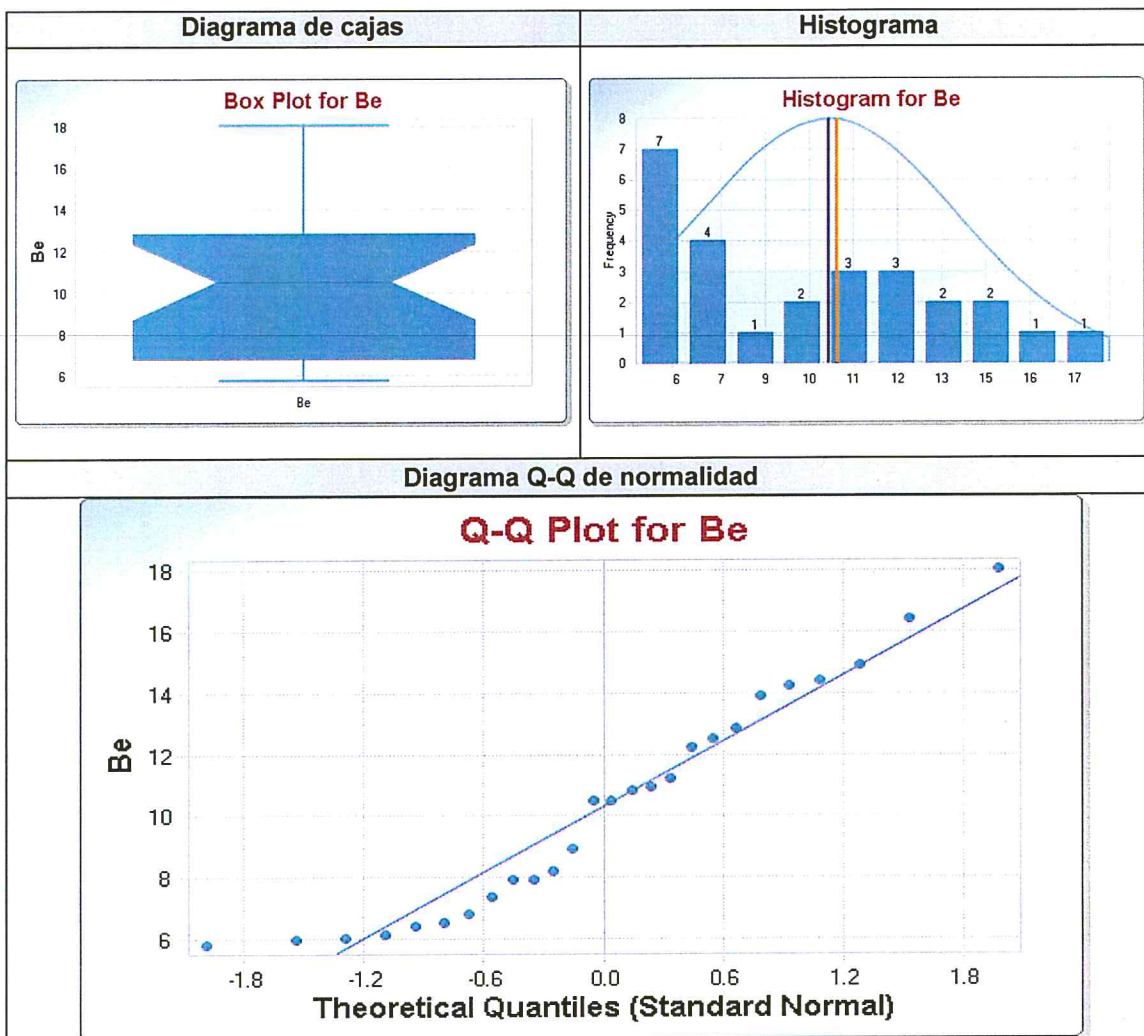 Diagrama de cajas
Histograma
Box Plot for Be
Be
18
16
14
12
10
8
6
Be
Histogram for Be
Frequency
8
7
6
5
4
3
2
1
0
7
4
1
2
3
3
2
2
1
1
6 7 9 10 11 12 13 15 16 17
Diagrama Q-Q de normalidad
Q-Q Plot for Be
Be
18
16
14
12
10
8
6
-1.8 -1.2 -0.6 0.0 0.6 1.2 1.8
Theoretical Quantiles (Standard Normal)